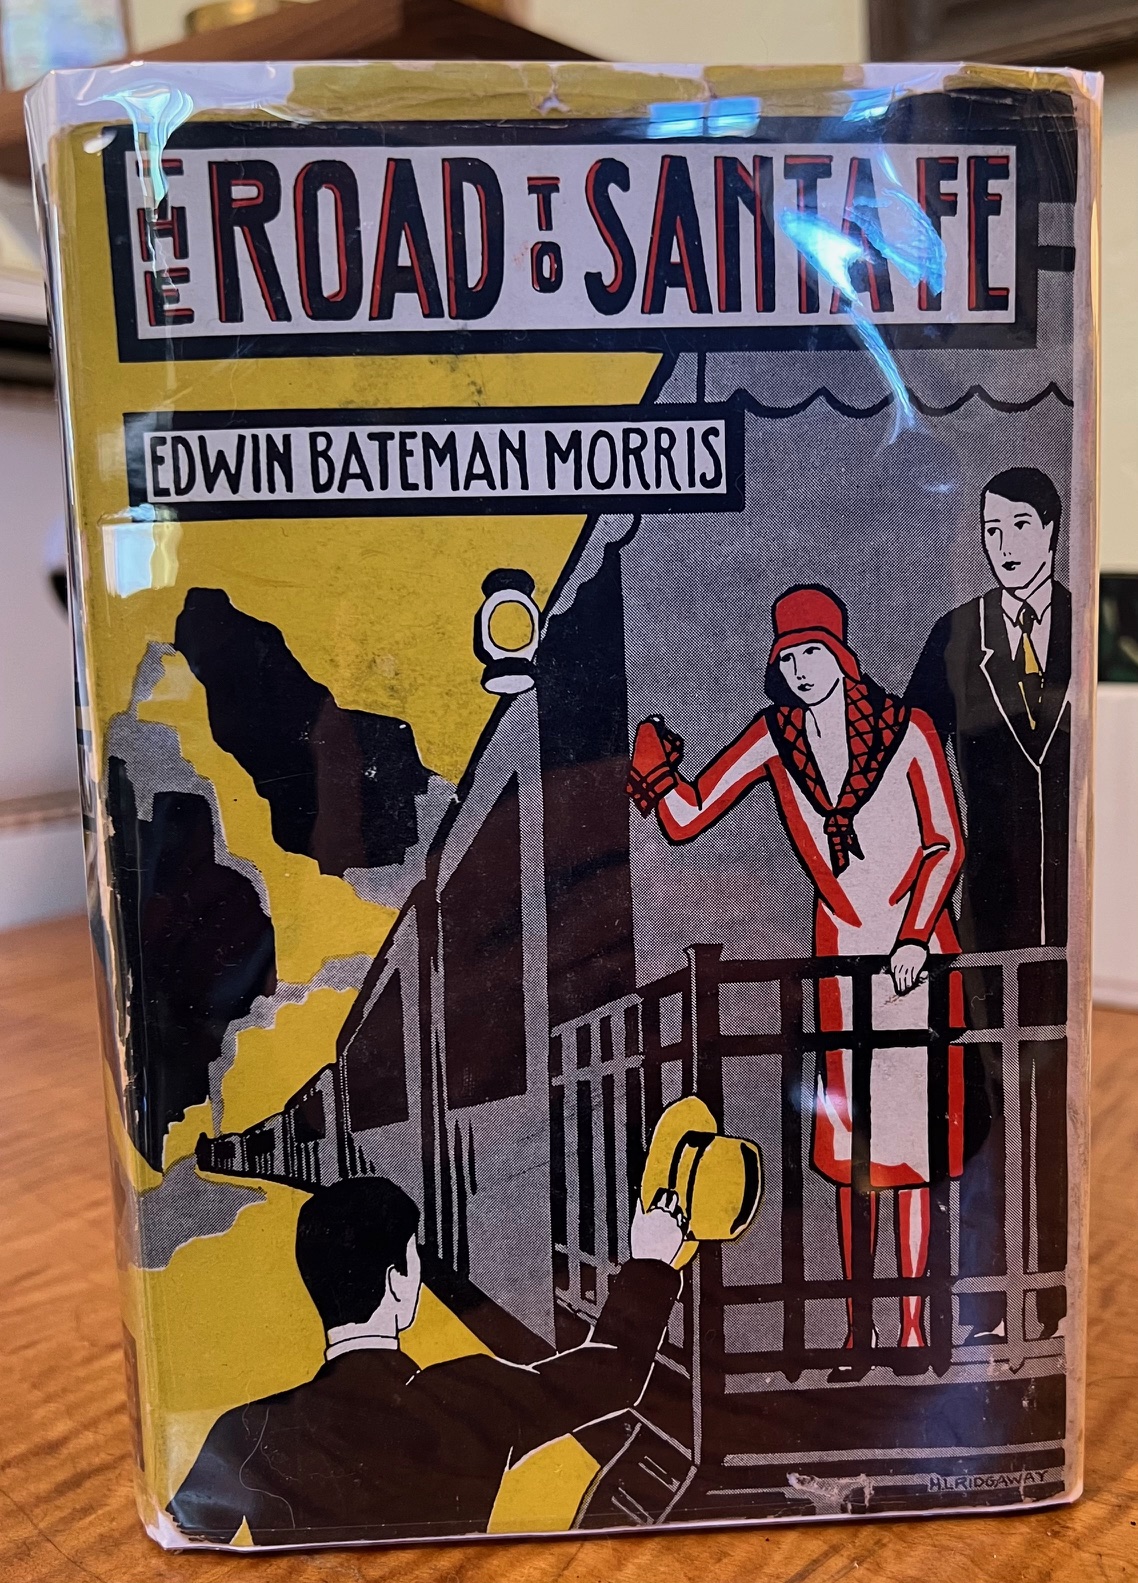 THE ROAD TO SANTA FE
EDWIN BATEMAN MORRIS
H.L.RIDGAWAY